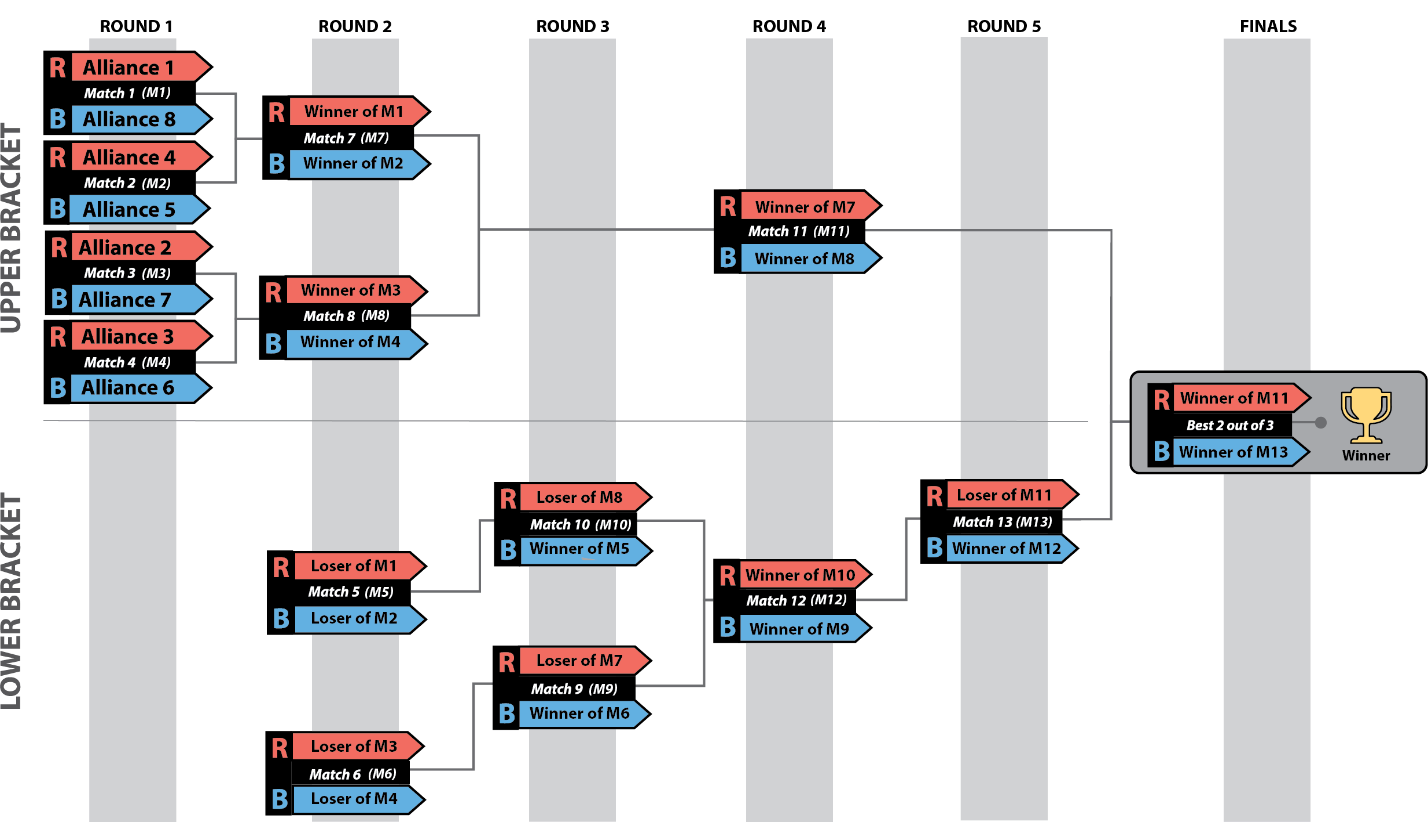 ROUND 1
ROUND 2
ROUND 3
ROUND 4
ROUND 5
FINALS
UPPER BRACKET
R Alliance 1
Match 1 (M1)
B Alliance 8
R Alliance 4
Match 2 (M2)
B Alliance 5
R Alliance 2
Match 3 (M3)
B Alliance 7
R Alliance 3
Match 4 (M4)
B Alliance 6
R Winner of M1
Match 7 (M7)
B Winner of M2
R Winner of M3
Match 8 (M8)
B Winner of M4
R Winner of M7
Match 11 (M11)
B Winner of M8
R Winner of M11
Best 2 out of 3
B Winner of M13
Winner
LOWER BRACKET
R Loser of M1
Match 5 (M5)
B Loser of M2
R Loser of M3
Match 6 (M6)
B Loser of M4
R Loser of M8
Match 10 (M10)
B Winner of M5
R Loser of M7
Match 9 (M9)
B Winner of M6
R Winner of M10
Match 12 (M12)
B Winner of M9
R Loser of M11
Match 13 (M13)
B Winner of M12